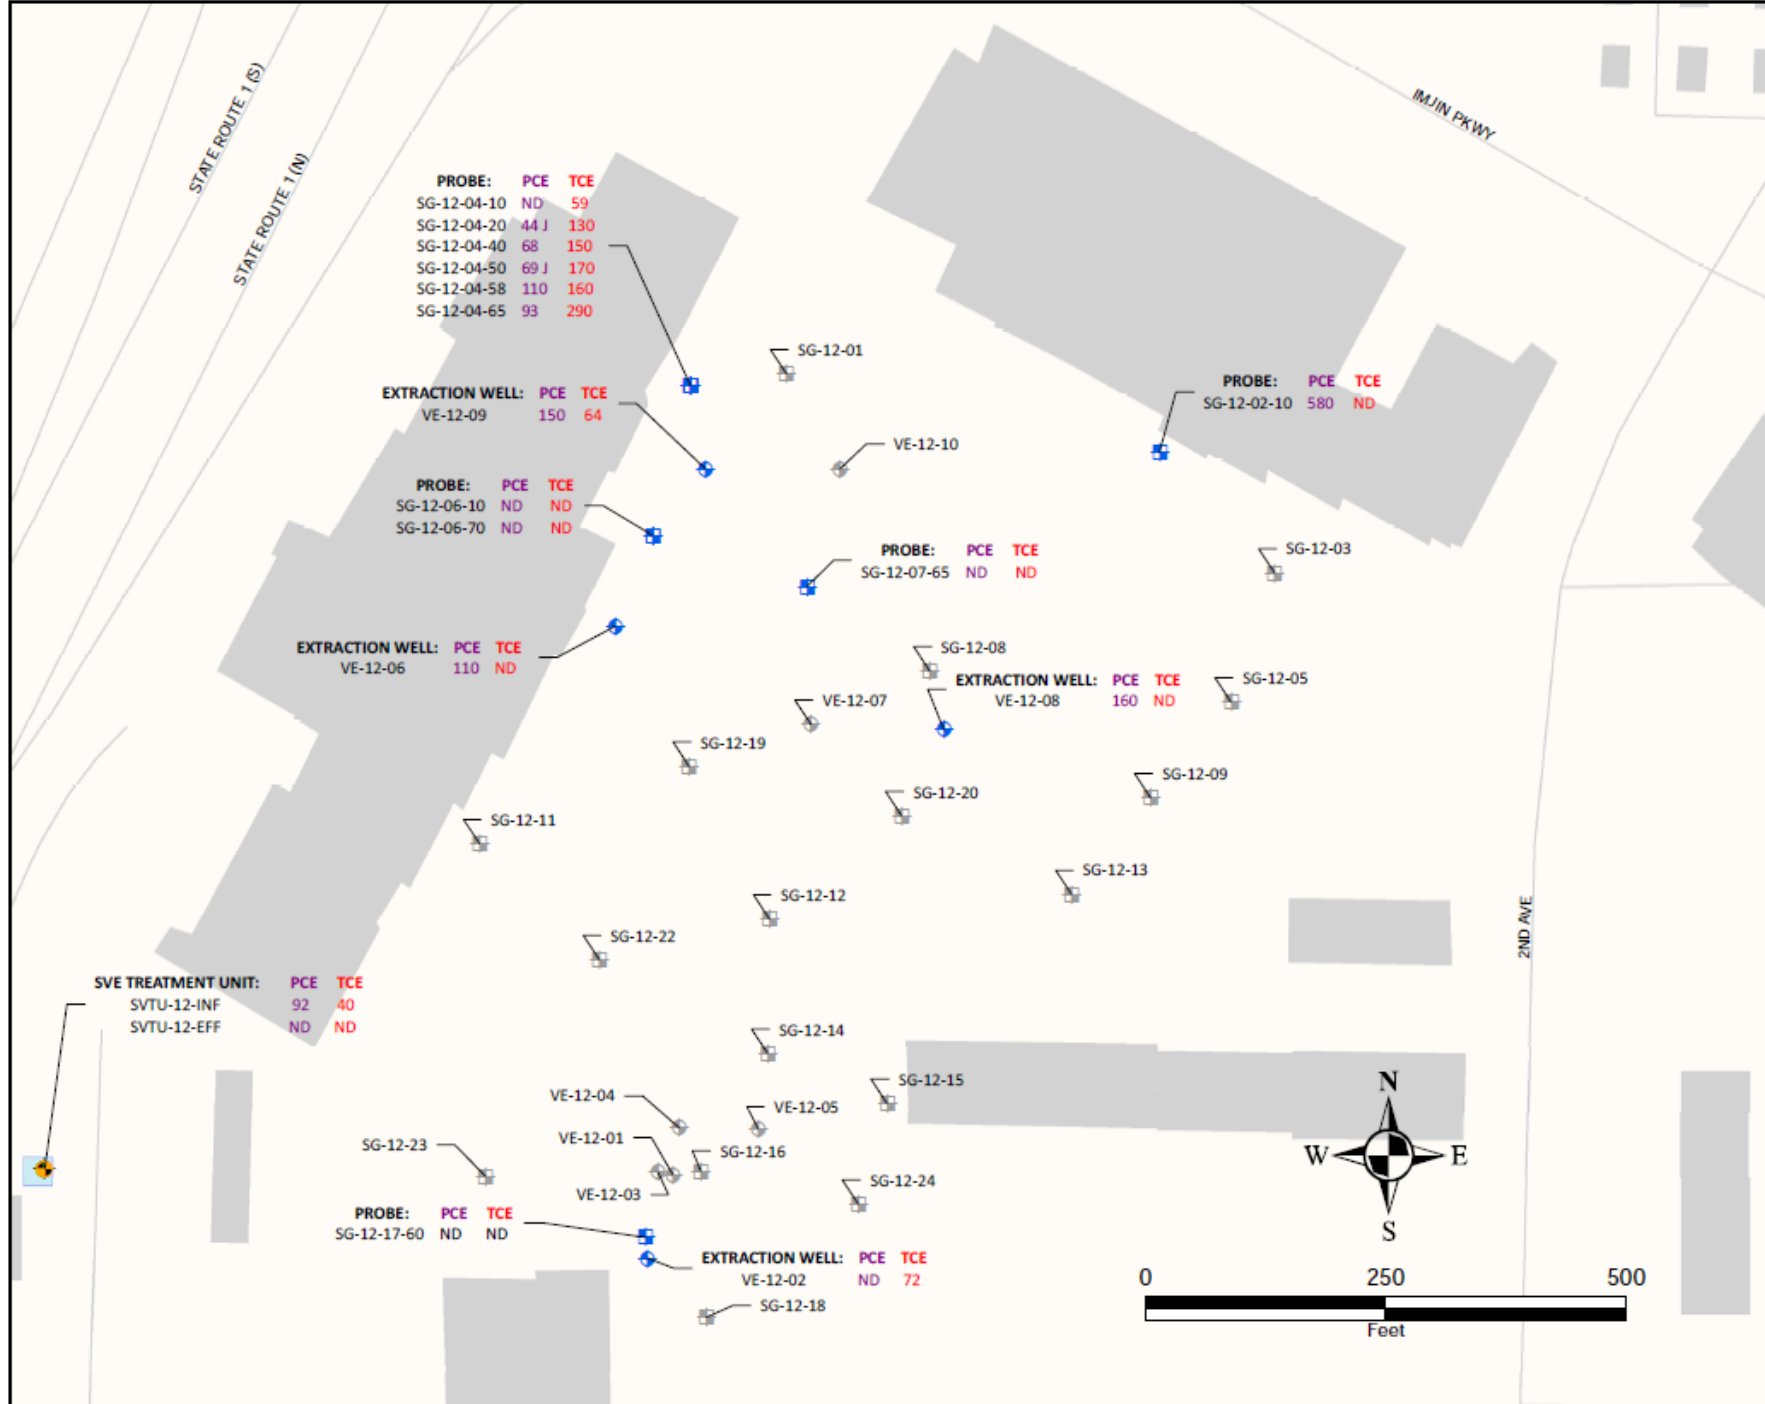 STATE ROUTE 1 (S)
STATE ROUTE 1 (N)
IMJIN PKWY
PROBE: PCE TCE
SG-12-04-10 ND 59
SG-12-04-20 44 J 130
SG-12-04-40 68 150
SG-12-04-50 69 J 170
SG-12-04-58 110 160
SG-12-04-65 93 290
SG-12-01
PROBE: PCE TCE
SG-12-02-10 580 ND
EXTRACTION WELL: PCE TCE
VE-12-09 150 64
VE-12-10
PROBE: PCE TCE
SG-12-06-10 ND ND
SG-12-06-70 ND ND
PROBE: PCE TCE
SG-12-07-65 ND ND
SG-12-03
EXTRACTION WELL: PCE TCE
VE-12-06 110 ND
SG-12-08
EXTRACTION WELL: PCE TCE
VE-12-08 160 ND
SG-12-05
VE-12-07
SG-12-19
SG-12-09
SG-12-20
SG-12-11
SG-12-13
SG-12-12
2ND AVE
SG-12-22
SVE TREATMENT UNIT: PCE TCE
SVTU-12-INF 92 40
SVTU-12-EFF ND ND
SG-12-14
SG-12-15
VE-12-04
VE-12-05
VE-12-01
SG-12-23
SG-12-16
VE-12-03
SG-12-24
N
W E
S
PROBE: PCE TCE
SG-12-17-60 ND ND
EXTRACTION WELL: PCE TCE
VE-12-02 ND 72
SG-12-18
0 250 500
Feet